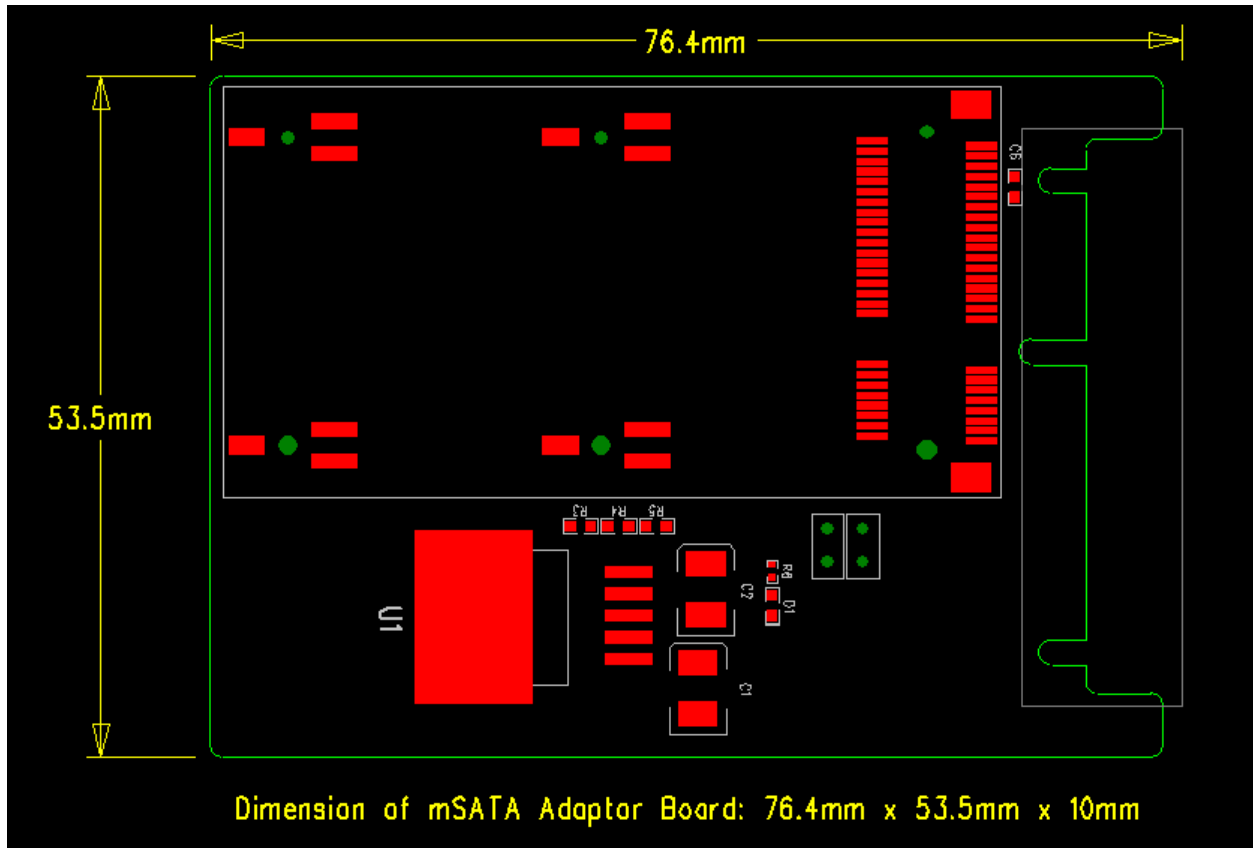 76.4mm
C6
53.5mm
R3 R4 R5
U1
C2
R6
D1
C1
Dimension of mSATA Adaptor Board: 76.4mm x 53.5mm x 10mm